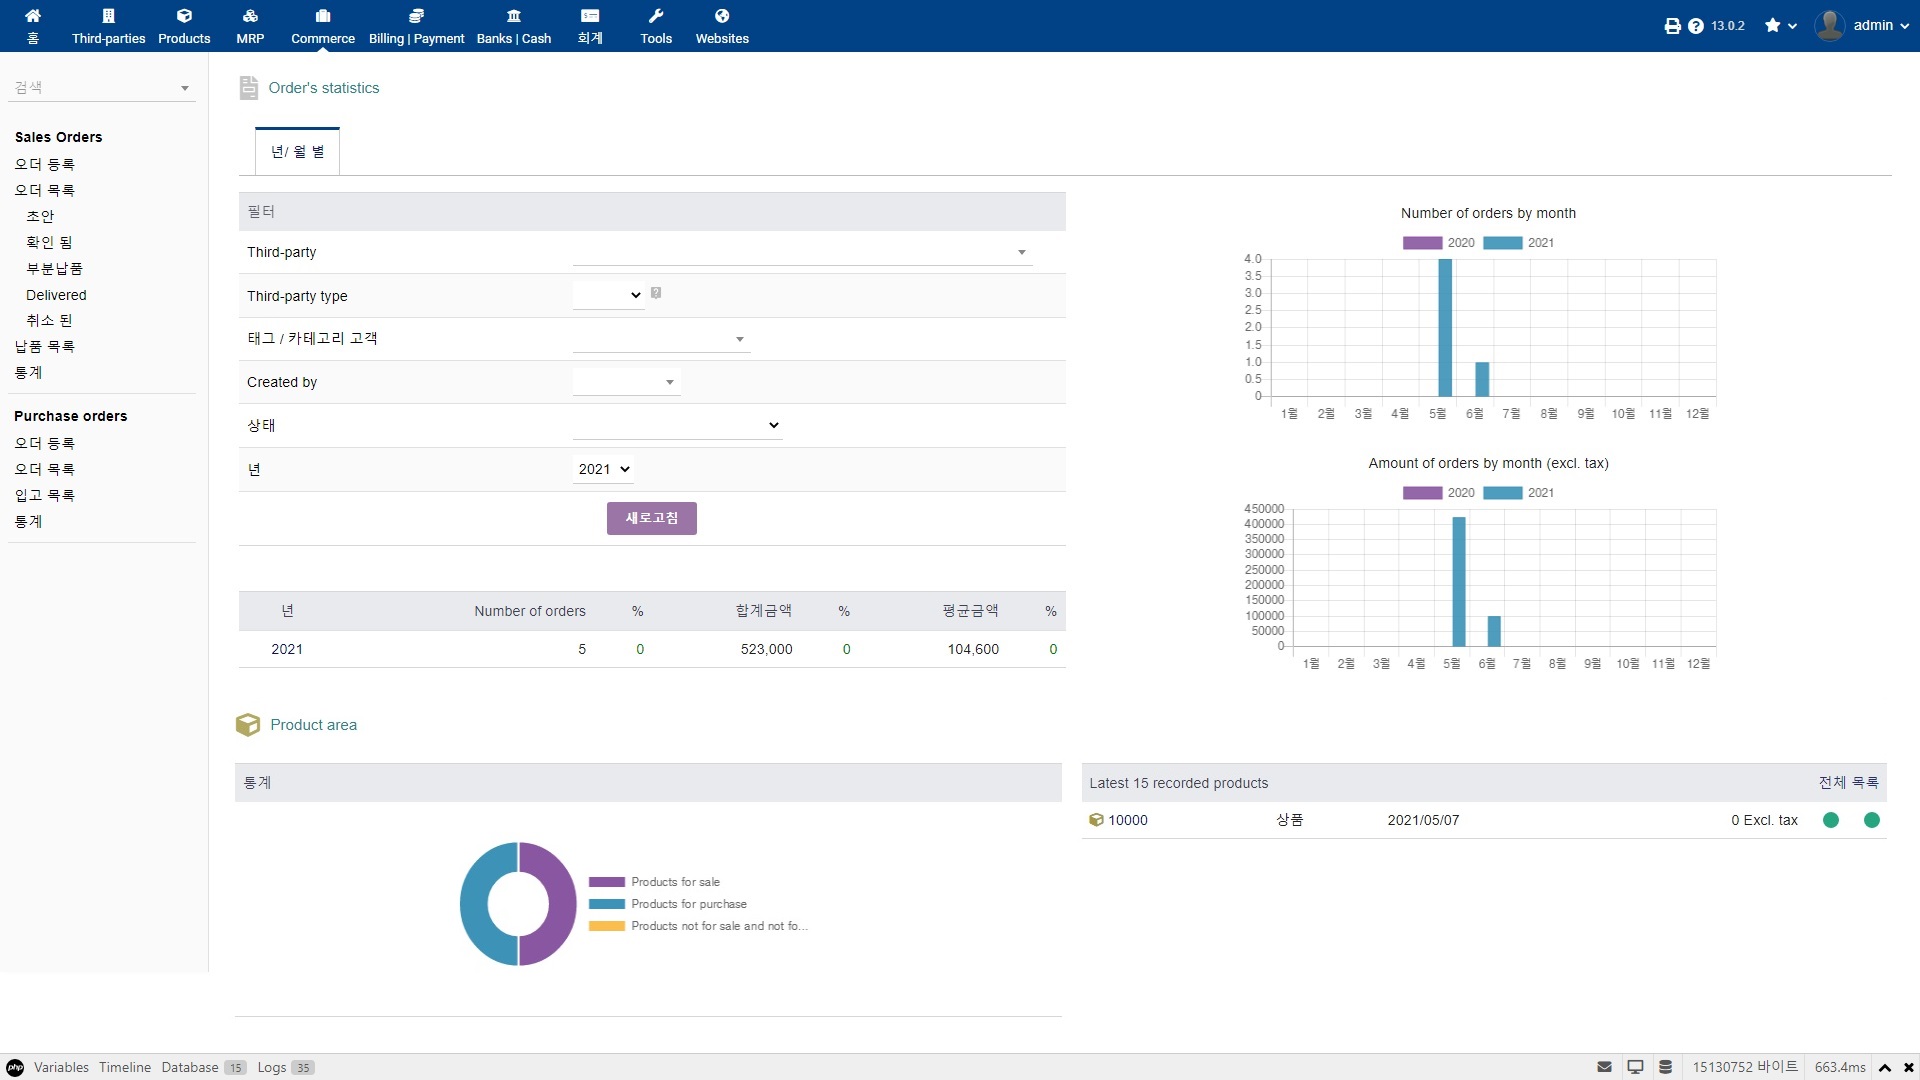 홈 Third-parties Products MRP Commerce Billing | Payment Banks | Cash 회계 Tools Websites 13.0.2 admin
검색
Sales Orders
오더 등록
오더 목록
초안
확인 됨
부분납품
Delivered
취소 된
납품 목록
통계
Purchase orders
오더 등록
오더 목록
입고 목록
통계
Order's statistics
년/ 월 별
필터
Third-party
Third-party type ?
태그 / 카테고리 고객
Created by
상태
년 2021
새로고침
년 Number of orders % 합계금액 % 평균금액 %
2021 5 0 523,000 0 104,600 0
Number of orders by month
2020 2021
4.0
3.5
3.0
2.5
2.0
1.5
1.0
0.5
0
1월 2월 3월 4월 5월 6월 7월 8월 9월 10월 11월 12월
Amount of orders by month (excl. tax)
2020 2021
450000
400000
350000
300000
250000
200000
150000
100000
50000
0
1월 2월 3월 4월 5월 6월 7월 8월 9월 10월 11월 12월
Product area
통계
Products for sale
Products for purchase
Products not for sale and not fo...
Latest 15 recorded products 전체 목록
10000 상품 2021/05/07 0 Excl. tax
php Variables Timeline Database 15 Logs 35 15130752 바이트 663.4ms